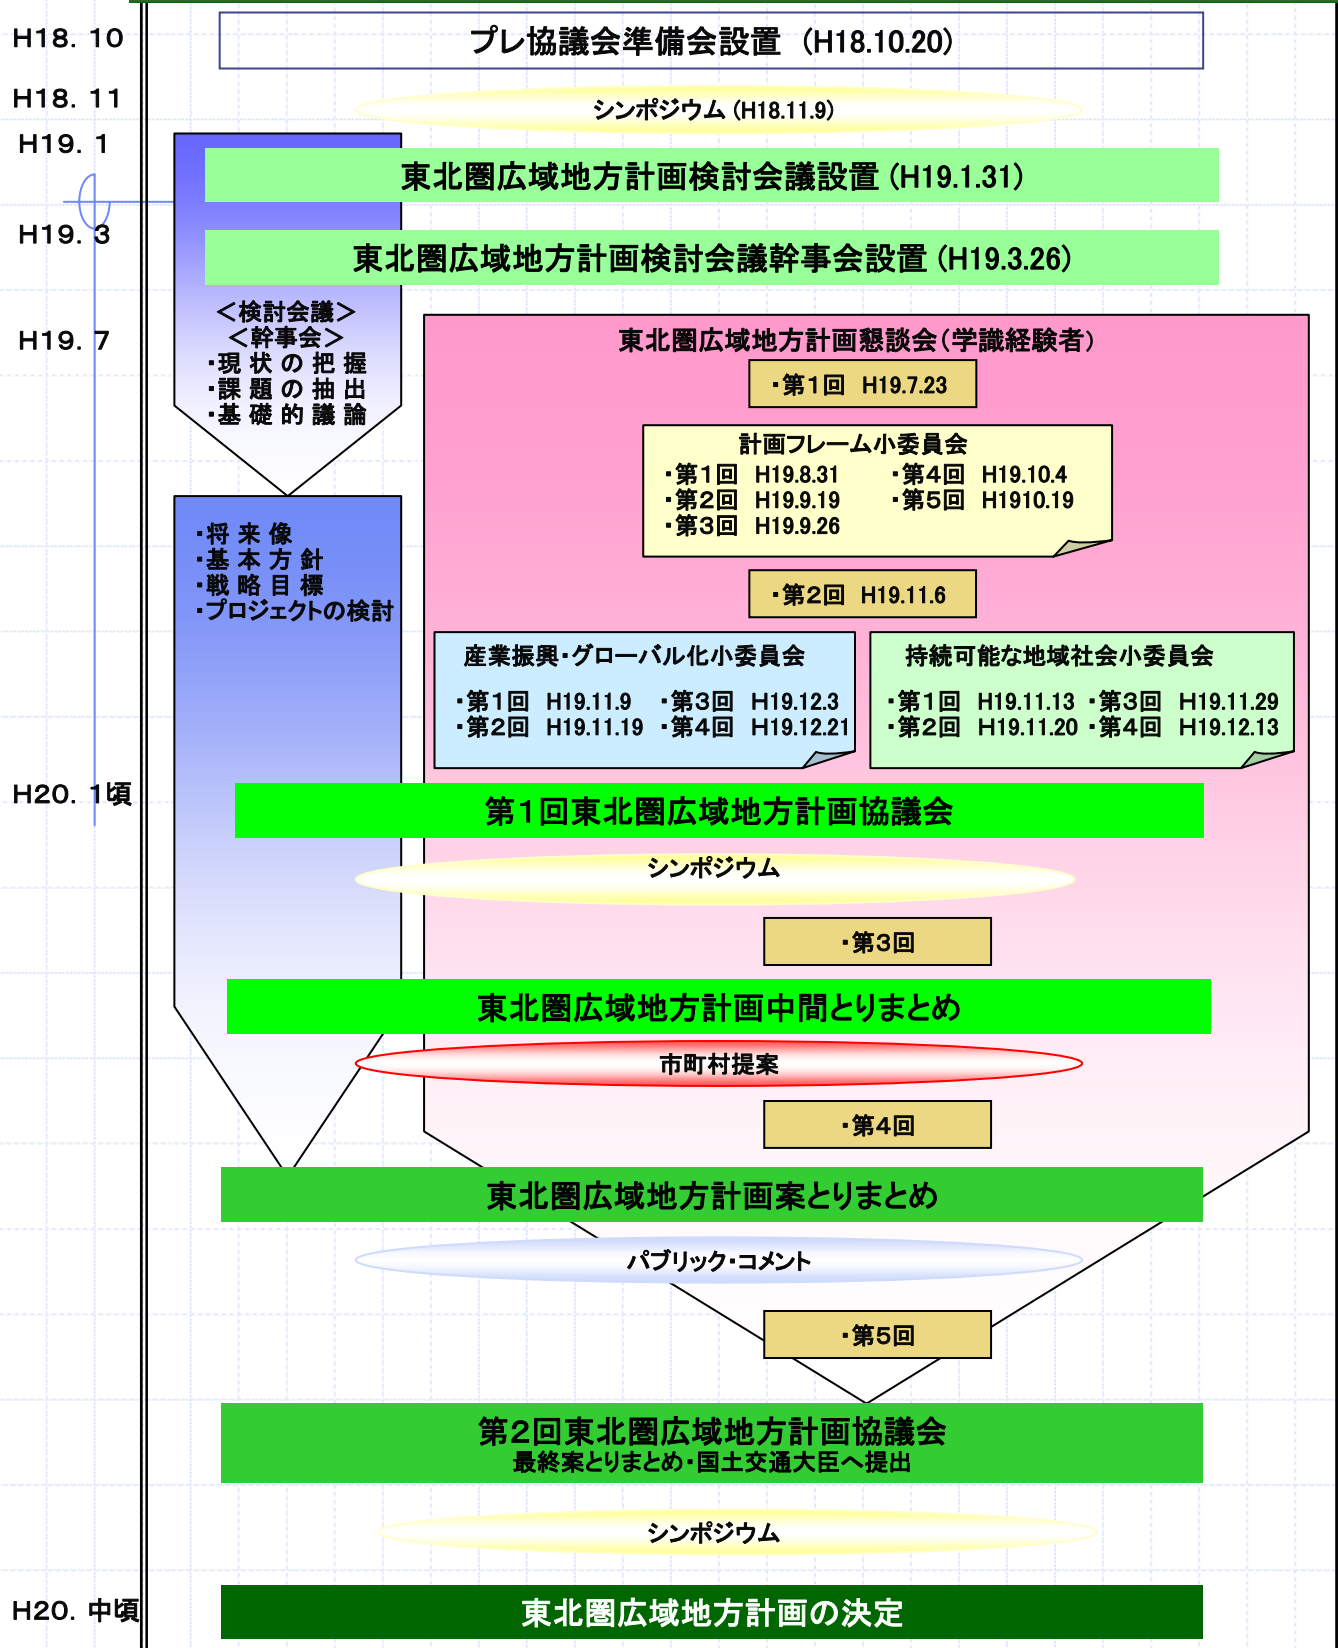 H18. 10
プレ協議会準備会設置 (H18.10.20)
H18. 11
シンポジウム (H18.11.9)
H19. 1
東北圏広域地方計画検討会議設置 (H19.1.31)
H19. 3
東北圏広域地方計画検討会議幹事会設置 (H19.3.26)
＜検討会議＞
＜幹事会＞
・現 状 の 把 握
・課 題 の 抽 出
・基 礎 的 議 論
H19. 7
東北圏広域地方計画懇談会（学識経験者）
・第１回 H19.7.23
計画フレーム小委員会
・第１回 H19.8.31 ・第４回 H19.10.4
・第２回 H19.9.19 ・第５回 H1910.19
・第３回 H19.9.26
・将 来 像
・基 本 方 針
・戦 略 目 標
・プロジェクトの検討
・第２回 H19.11.6
産業振興・グローバル化小委員会
・第１回 H19.11.9 ・第３回 H19.12.3
・第２回 H19.11.19 ・第４回 H19.12.21
持続可能な地域社会小委員会
・第１回 H19.11.13 ・第３回 H19.11.29
・第２回 H19.11.20 ・第４回 H19.12.13
H20. 1頃
第１回東北圏広域地方計画協議会
シンポジウム
・第３回
東北圏広域地方計画中間とりまとめ
市町村提案
・第４回
東北圏広域地方計画案とりまとめ
パブリック・コメント
・第５回
第２回東北圏広域地方計画協議会
最終案とりまとめ・国土交通大臣へ提出
シンポジウム
H20. 中頃
東北圏広域地方計画の決定